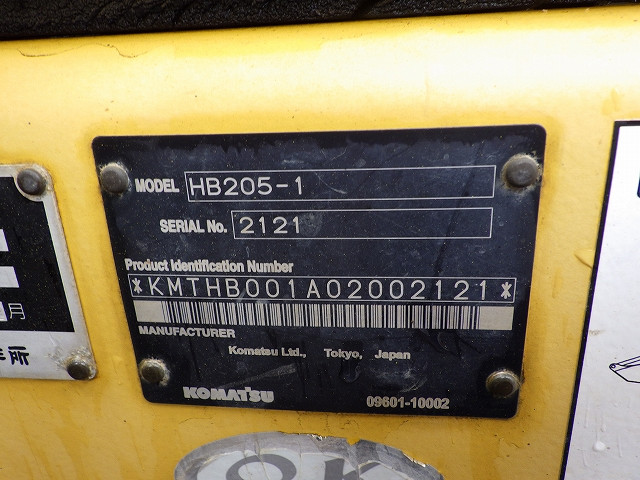 MODEL HB205-1
SERIAL No. 2121
Product Identification Number
*KMTHB001A02002121*
MANUFACTURER
Komatsu Ltd., Tokyo, Japan
KOMATSU
09601-10002
月
所
OK